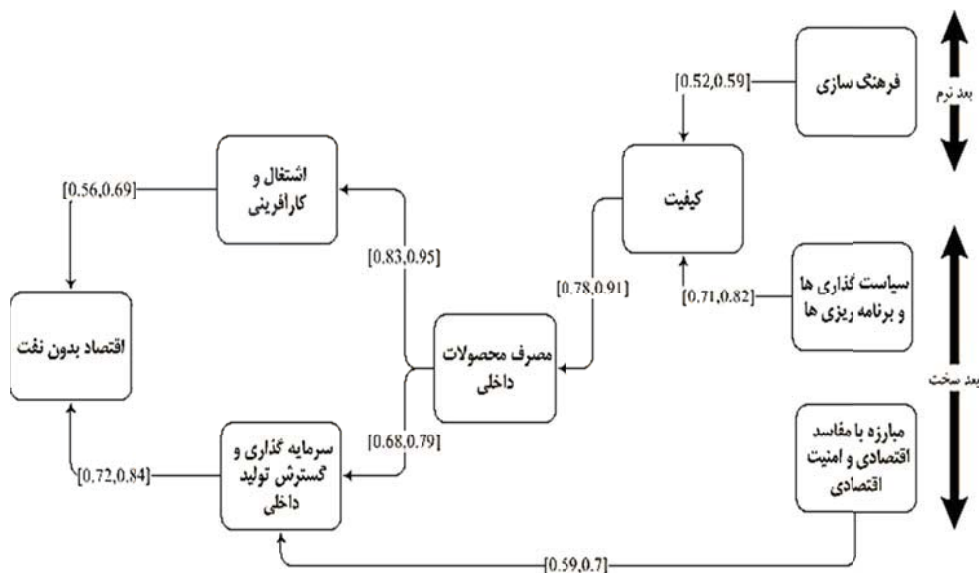 فرهنگ سازی
بعد نرم
[0.52,0.59]
اشتغال و
کارآفرینی
[0.56,0.69]
کیفیت
[0.83,0.95]
[0.78,0.91]
[0.71,0.82]
سیاست گذاری ها
و برنامه ریزی ها
اقتصاد بدون نفت
مصرف محصولات
داخلی
بعد سخت
[0.68,0.79]
سرمایه گذاری و
گسترش تولید
داخلی
[0.72,0.84]
مبارزه با مفاسد
اقتصادی و امنیت
اقتصادی
[0.59,0.7]